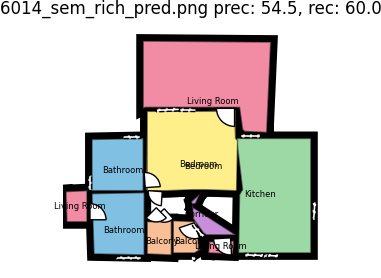 6014_sem_rich_pred.png prec: 54.5, rec: 60.0
Living Room
Bedroom
Bedroom
Bathroom
Kitchen
Living Room
Bathroom
Balcony
Living Room